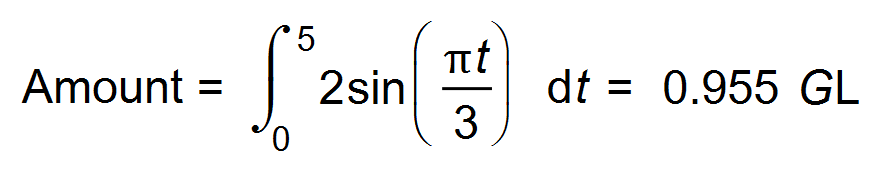 Amount = ∫₀⁵ 2sin(πt/3) dt = 0.955 GL